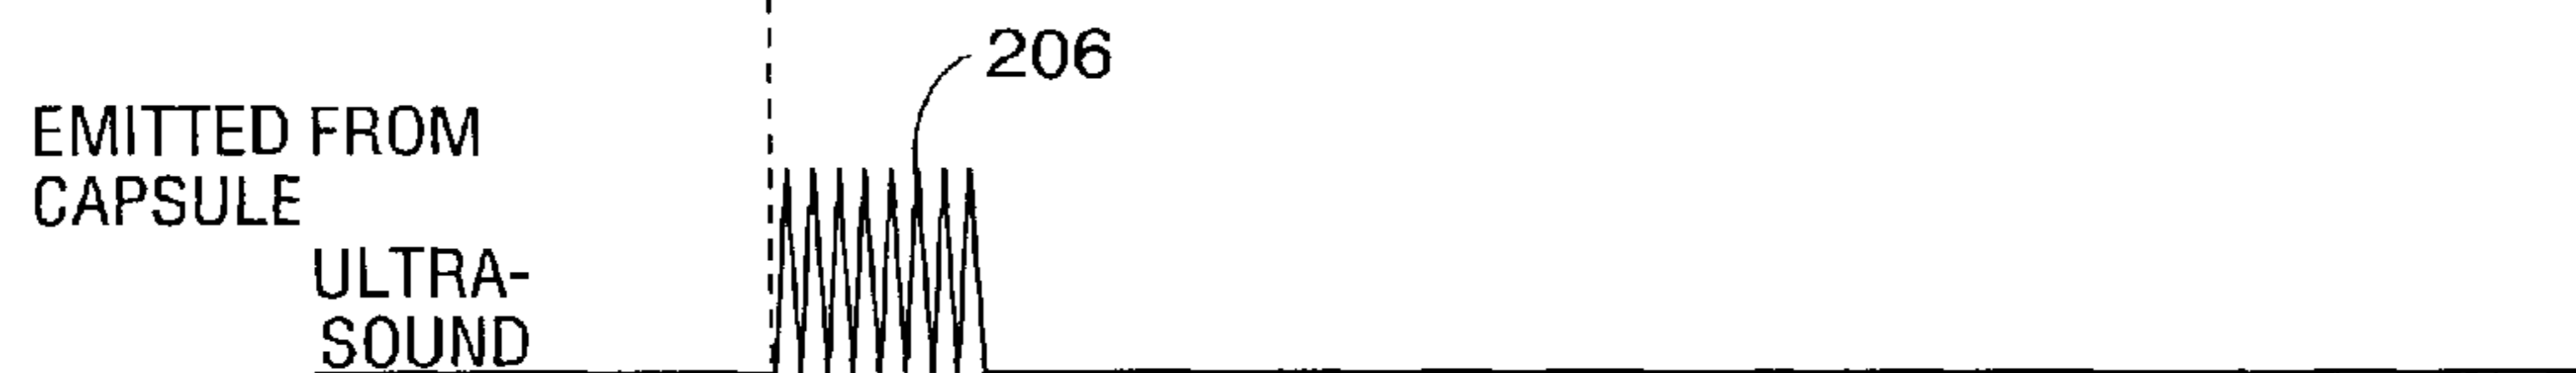 206
EMITTED FROM
CAPSULE
ULTRA-
SOUND